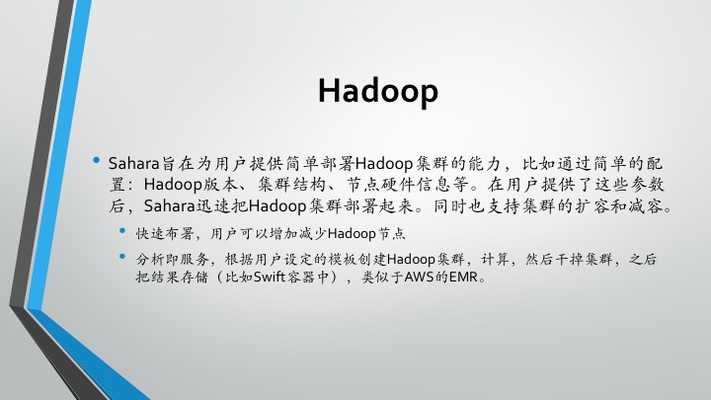 Hadoop
Sahara旨在为用户提供简单部署Hadoop集群的能力，比如通过简单的配
置：Hadoop版本、集群结构、节点硬件信息等。在用户提供了这些参数
后，Sahara迅速把Hadoop集群部署起来。同时也支持集群的扩容和减容。
快速布署，用户可以增加减少Hadoop节点
分析即服务，根据用户设定的模板创建Hadoop集群，计算，然后干掉集群，之后
把结果存储（比如Swift容器中），类似于AWS的EMR。